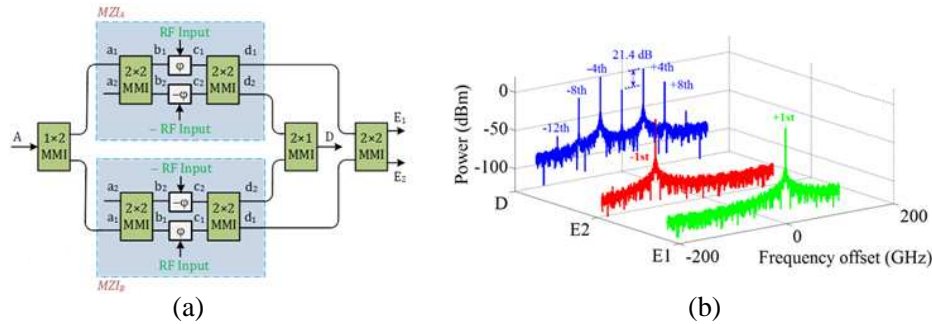 MZI_A
RF Input
a₁ b₁ φ c₁ d₁
2×2 MMI 2×2 MMI
a₂ b₂ −φ c₂ d₂
− RF Input
A 1×2 MMI 2×1 MMI D 2×2 MMI E₁ E₂
− RF Input
a₂ b₂ −φ c₂ d₂
2×2 MMI 2×2 MMI
a₁ b₁ φ c₁ d₁
RF Input
MZI_B
(a)
21.4 dB
-4th +4th
-8th +8th
-12th
-1st
+1st
0
-50
-100
Power (dBm)
D
E2
E1
-200
0
200
Frequency offset (GHz)
(b)